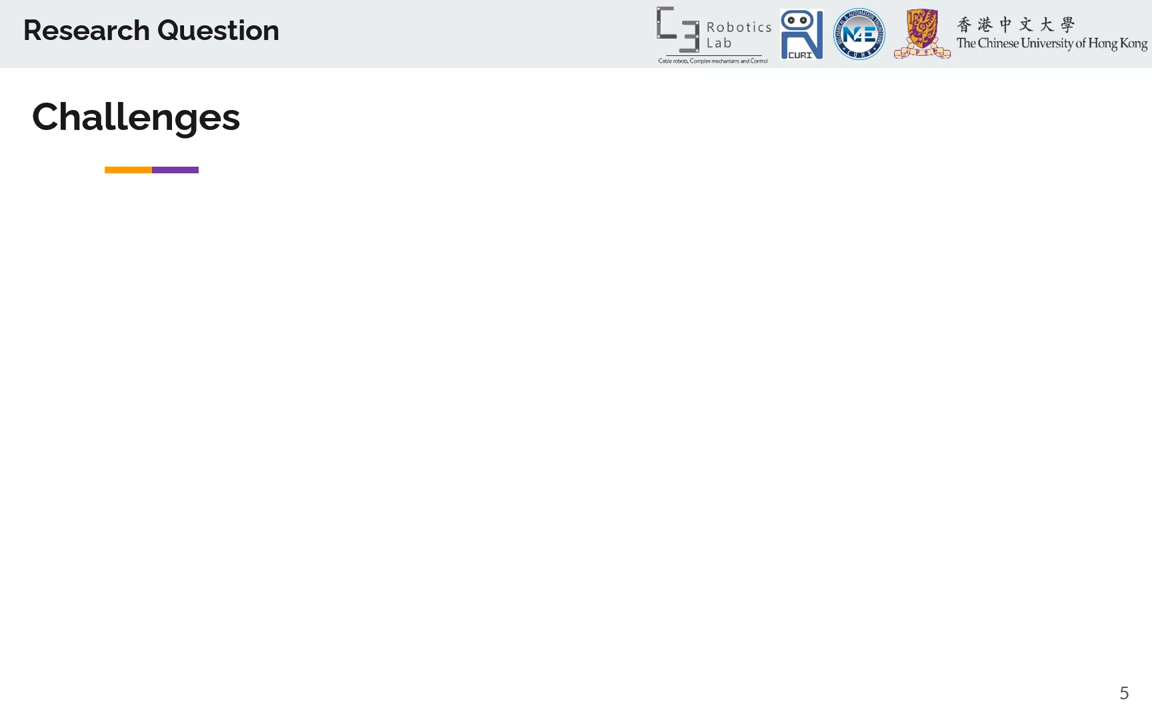 Research Question
Robotics
Lab
Cable robots, Complex mechanisms and Control
CURI
香港中文大學
The Chinese University of Hong Kong
Challenges
5